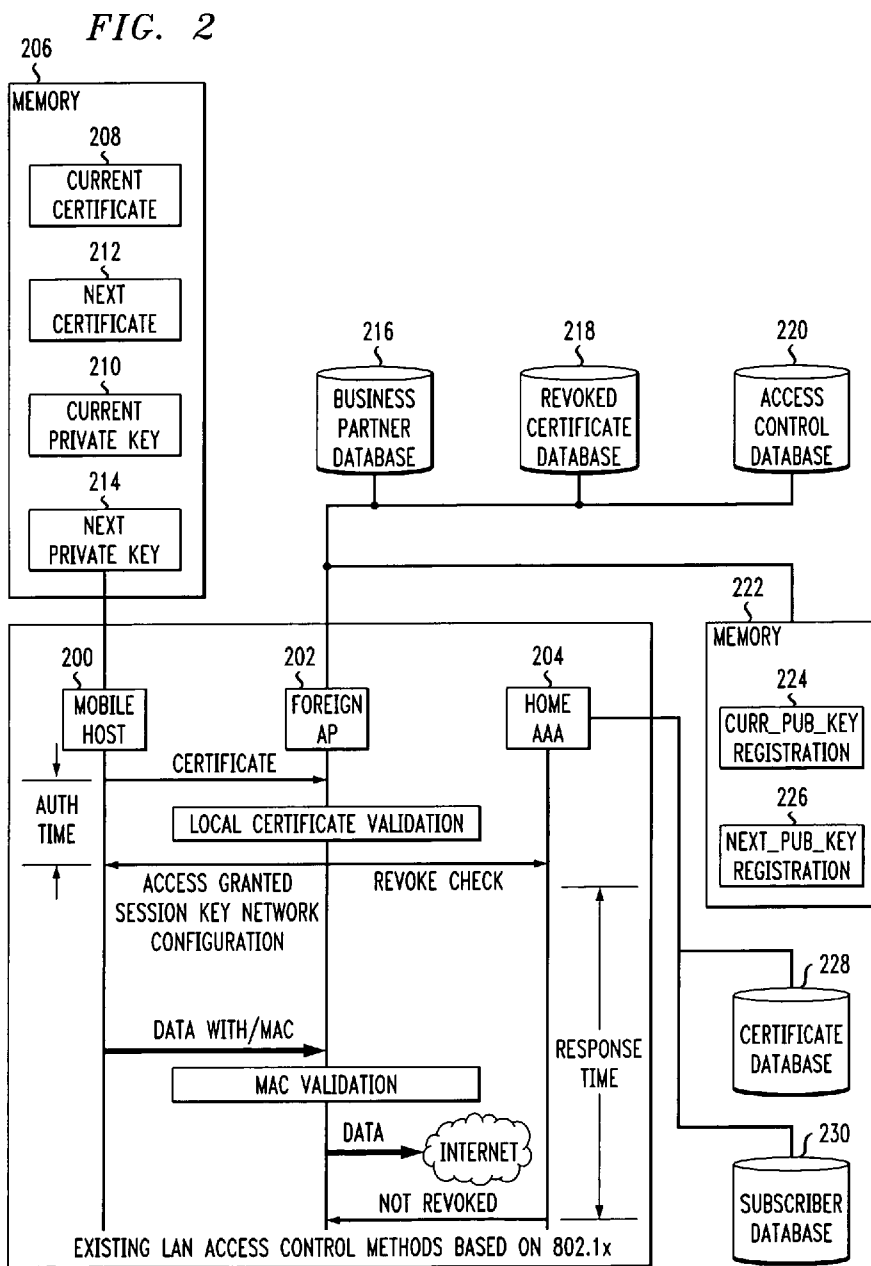 FIG. 2
206
MEMORY
208
CURRENT
CERTIFICATE
212
NEXT
CERTIFICATE
210
CURRENT
PRIVATE KEY
214
NEXT
PRIVATE KEY
216
BUSINESS
PARTNER
DATABASE
218
REVOKED
CERTIFICATE
DATABASE
220
ACCESS
CONTROL
DATABASE
222
MEMORY
224
CURR_PUB_KEY
REGISTRATION
226
NEXT_PUB_KEY
REGISTRATION
200
MOBILE
HOST
202
FOREIGN
AP
204
HOME
AAA
CERTIFICATE
AUTH
TIME
LOCAL CERTIFICATE VALIDATION
ACCESS GRANTED
SESSION KEY NETWORK
CONFIGURATION
REVOKE CHECK
DATA WITH/MAC
RESPONSE
TIME
MAC VALIDATION
DATA
INTERNET
NOT REVOKED
EXISTING LAN ACCESS CONTROL METHODS BASED ON 802.1x
228
CERTIFICATE
DATABASE
230
SUBSCRIBER
DATABASE